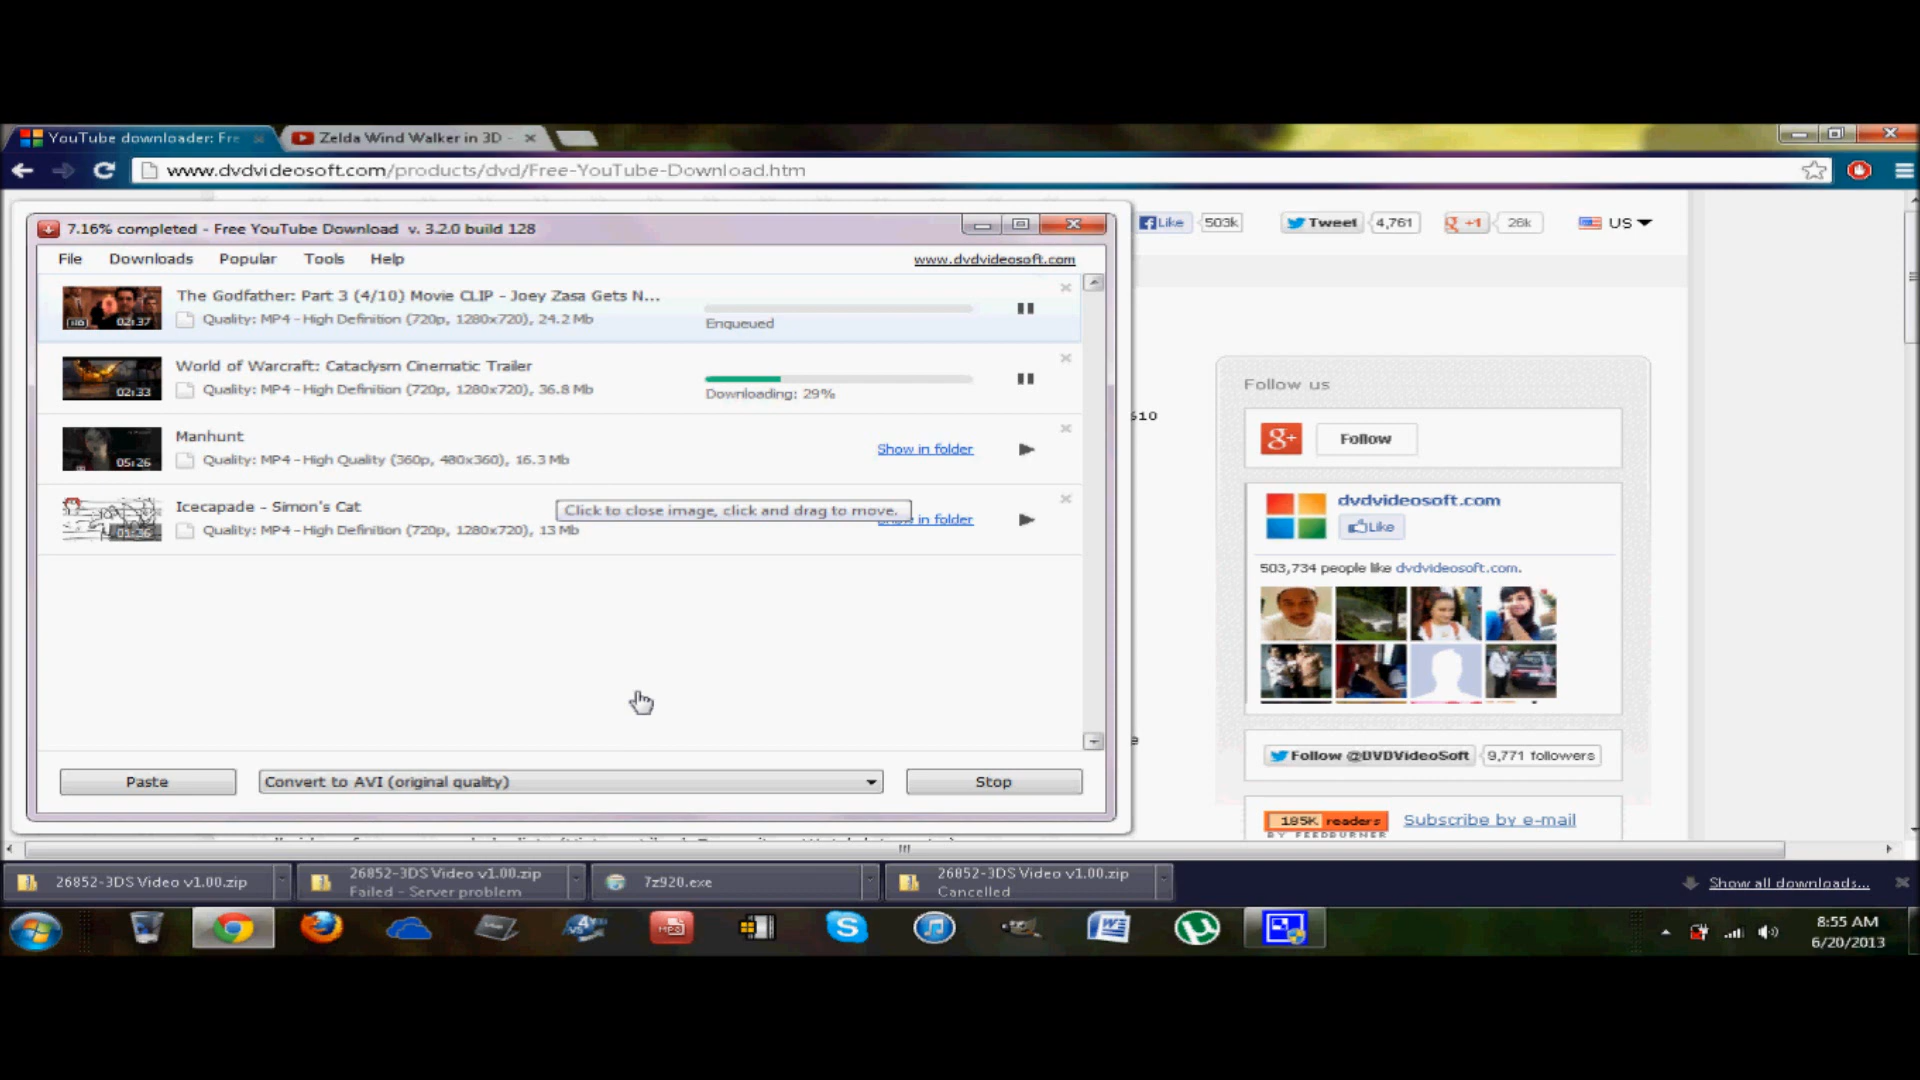 YouTube downloader: Fre
Zelda Wind Walker in 3D -
www.dvdvideosoft.com/products/dvd/Free-YouTube-Download.htm
Like 503k
Tweet 4,761
+1 26k
US
7.16% completed - Free YouTube Download v. 3.2.0 build 128
File Downloads Popular Tools Help
www.dvdvideosoft.com
The Godfather: Part 3 (4/10) Movie CLIP - Joey Zasa Gets N...
02:37
Quality: MP4 - High Definition (720p, 1280x720), 24.2 Mb
Enqueued
World of Warcraft: Cataclysm Cinematic Trailer
02:33
Quality: MP4 - High Definition (720p, 1280x720), 36.8 Mb
Downloading: 29%
Manhunt
05:26
Quality: MP4 - High Quality (360p, 480x360), 16.3 Mb
Show in folder
Icecapade - Simon's Cat
Quality: MP4 - High Definition (720p, 1280x720), 13 Mb
Click to close image, click and drag to move.
in folder
Paste
Convert to AVI (original quality)
Stop
Follow us
g+ Follow
dvdvideosoft.com
Like
503,734 people like dvdvideosoft.com.
Follow @DVDVideoSoft 9,771 followers
185K readers
BY FEEDBURNER
Subscribe by e-mail
26852-3DS Video v1.00.zip
26852-3DS Video v1.00.zip
Failed - Server problem
7z920.exe
26852-3DS Video v1.00.zip
Cancelled
Show all downloads...
MP3
8:55 AM
6/20/2013